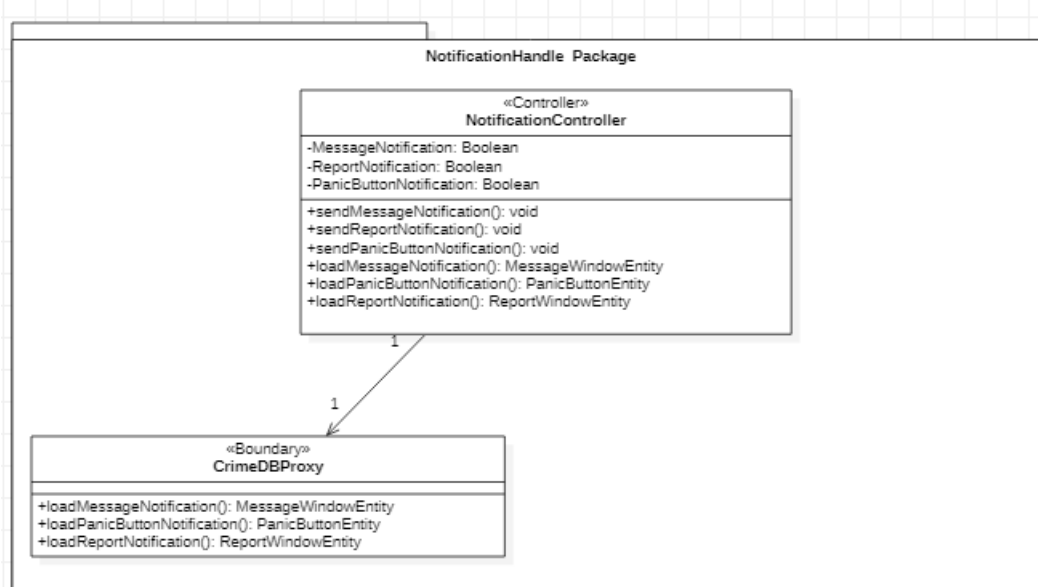 NotificationHandle Package
«Controller»
NotificationController
-MessageNotification: Boolean
-ReportNotification: Boolean
-PanicButtonNotification: Boolean
+sendMessageNotification(): void
+sendReportNotification(): void
+sendPanicButtonNotification(): void
+loadMessageNotification(): MessageWindowEntity
+loadPanicButtonNotification(): PanicButtonEntity
+loadReportNotification(): ReportWindowEntity
1
1
«Boundary»
CrimeDBProxy
+loadMessageNotification(): MessageWindowEntity
+loadPanicButtonNotification(): PanicButtonEntity
+loadReportNotification(): ReportWindowEntity